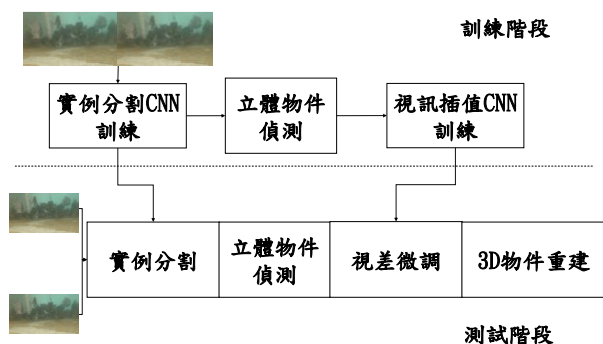 訓練階段
實例分割CNN
訓練
立體物件
偵測
視訊插值CNN
訓練
實例分割
立體物件
偵測
視差微調
3D物件重建
測試階段